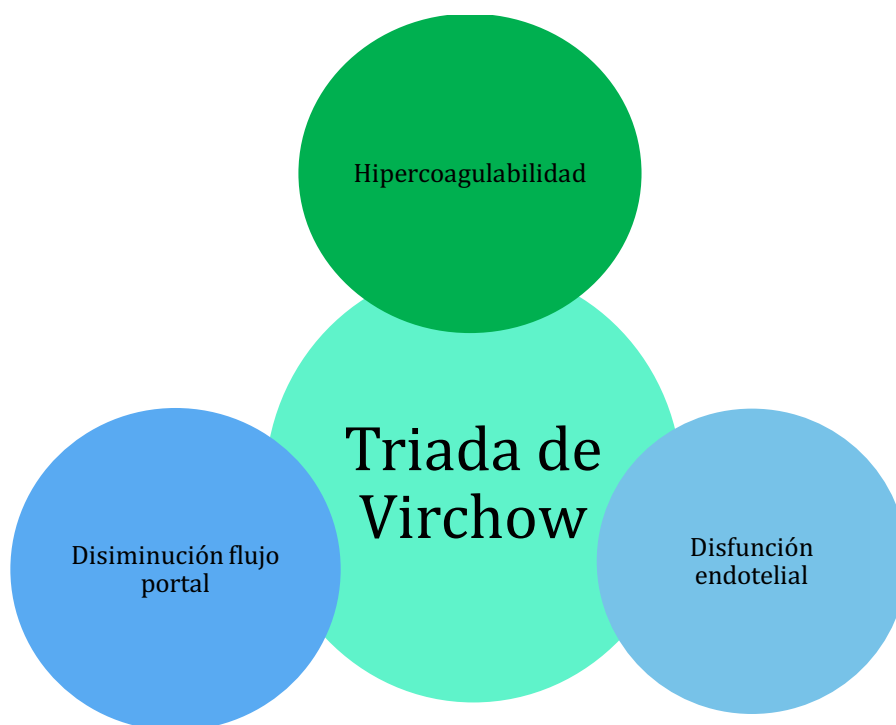 Hipercoagulabilidad
Triada de
Virchow
Disiminución flujo
portal
Disfunción
endotelial